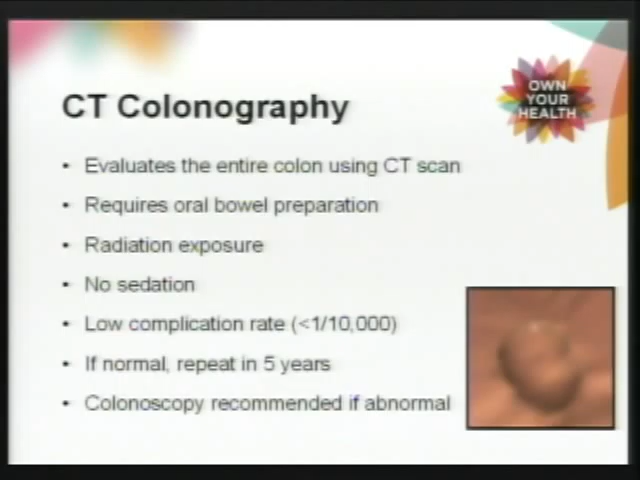 OWN
YOUR
HEALTH
CT Colonography
• Evaluates the entire colon using CT scan
• Requires oral bowel preparation
• Radiation exposure
• No sedation
• Low complication rate (<1/10,000)
• If normal, repeat in 5 years
• Colonoscopy recommended if abnormal